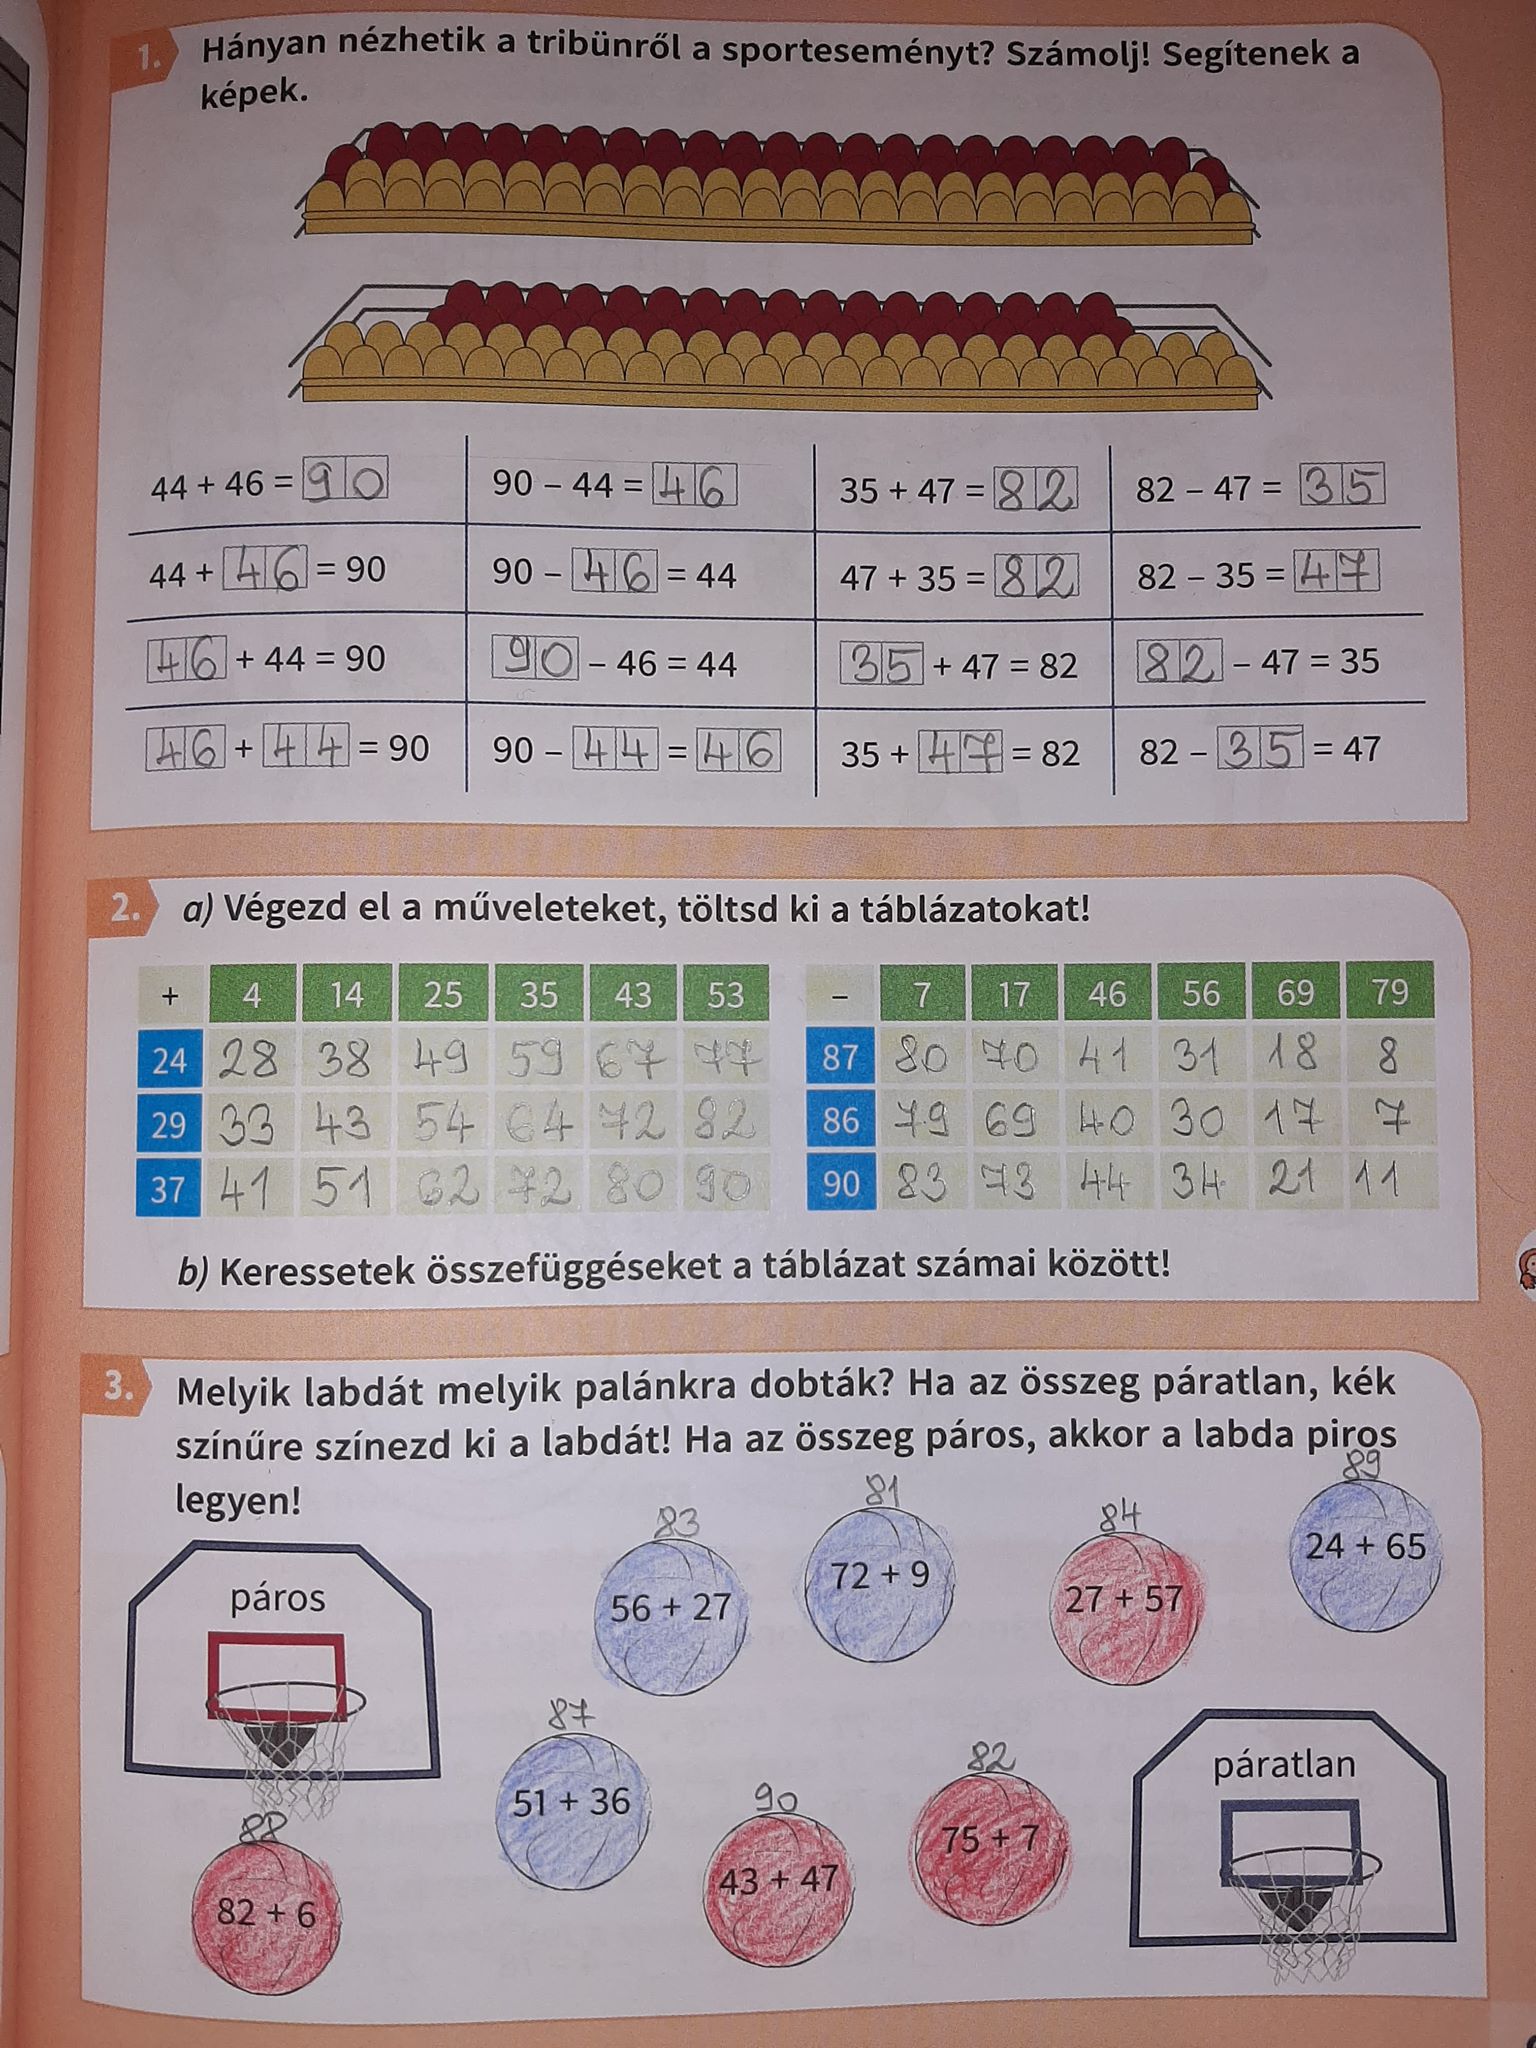 1. Hányan nézhetik a tribünről a sporteseményt? Számolj! Segítenek a
képek.
44 + 46 = 90 90 – 44 = 46 35 + 47 = 82 82 – 47 = 35
44 + 46 = 90 90 – 46 = 44 47 + 35 = 82 82 – 35 = 47
46 + 44 = 90 90 – 46 = 44 35 + 47 = 82 82 – 47 = 35
46 + 44 = 90 90 – 44 = 46 35 + 47 = 82 82 – 35 = 47
2. a) Végezd el a műveleteket, töltsd ki a táblázatokat!
+ 4 14 25 35 43 53
24 28 38 49 59 67 77
29 33 43 54 64 72 82
37 41 51 62 72 80 90
– 7 17 46 56 69 79
87 80 70 41 31 18 8
86 79 69 40 30 17 7
90 83 73 44 34 21 11
b) Keressetek összefüggéseket a táblázat számai között!
3. Melyik labdát melyik palánkra dobták? Ha az összeg páratlan, kék
színűre színezd ki a labdát! Ha az összeg páros, akkor a labda piros
legyen!
páros
83
56 + 27
81
72 + 9
84
27 + 57
89
24 + 65
88
82 + 6
87
51 + 36
90
43 + 47
82
75 + 7
páratlan